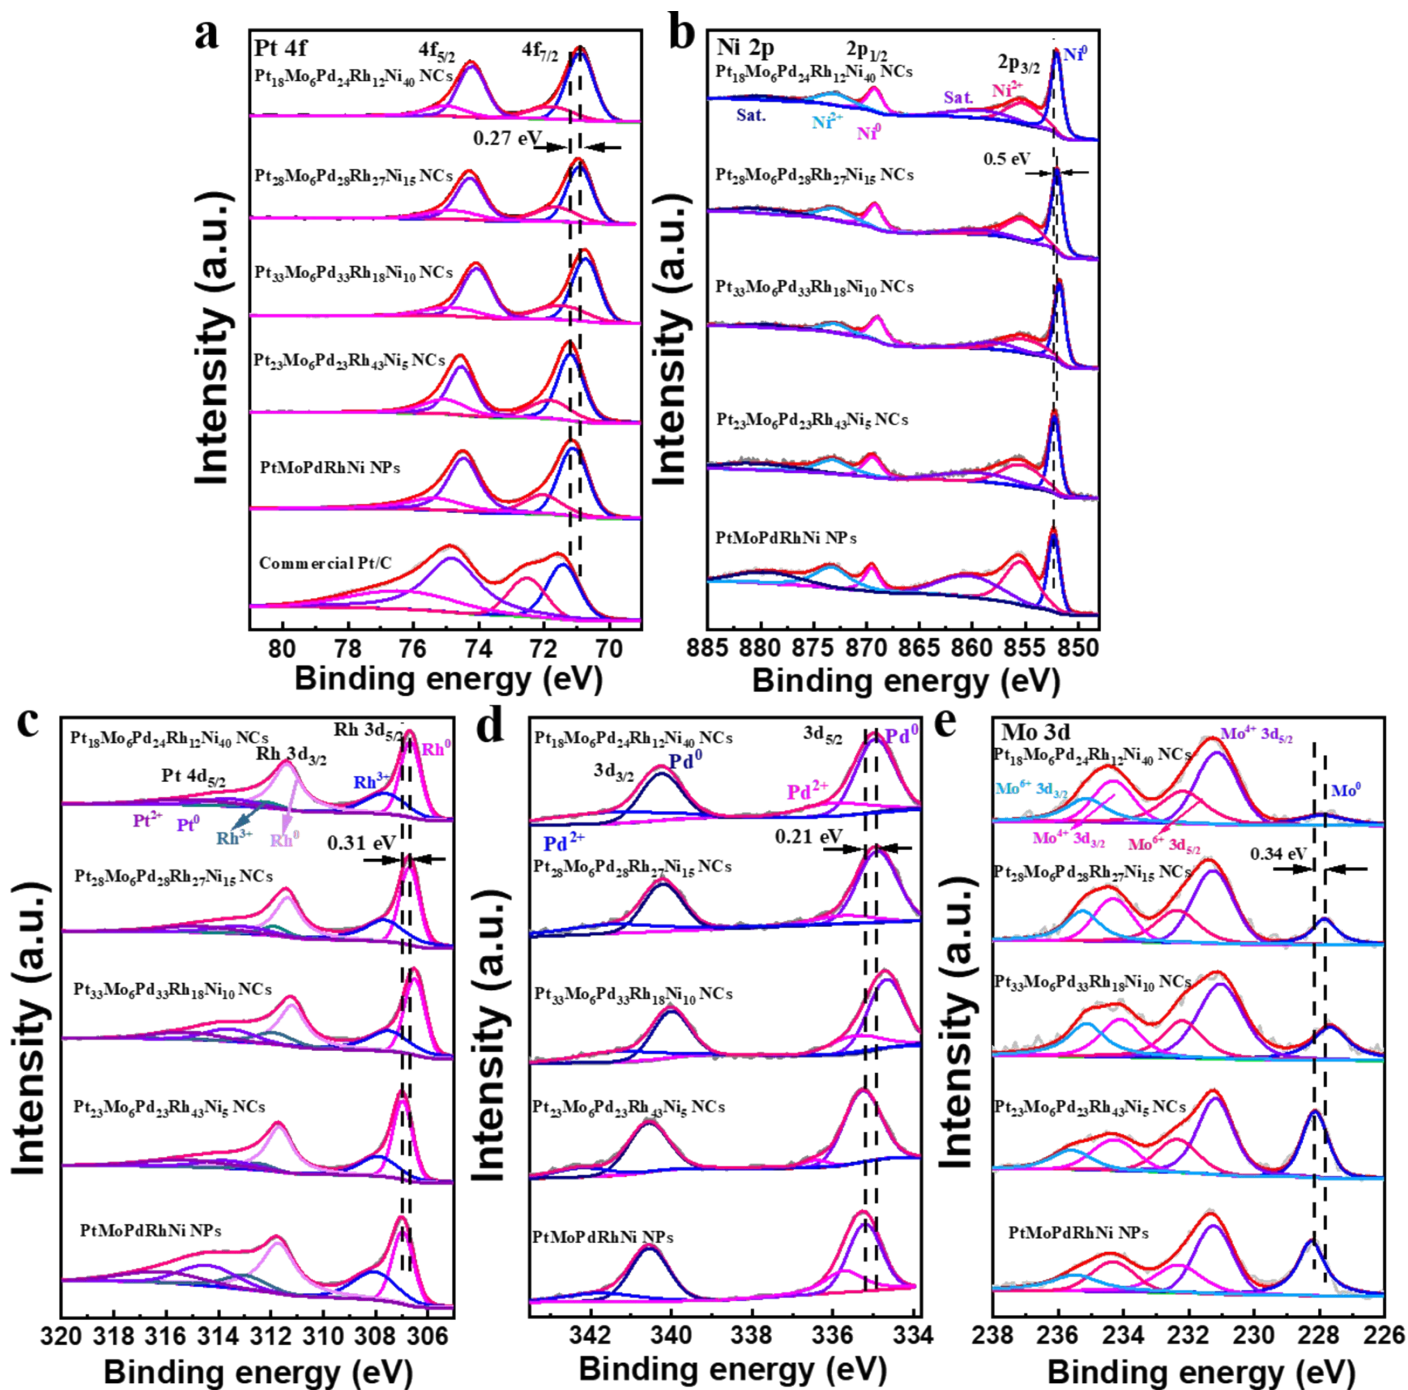 a
Pt 4f
4f5/2
4f7/2
Pt18Mo6Pd24Rh12Ni40 NCs
0.27 eV
Pt28Mo6Pd28Rh27Ni15 NCs
Pt33Mo6Pd33Rh18Ni10 NCs
Pt23Mo6Pd23Rh43Ni5 NCs
PtMoPdRhNi NPs
Commercial Pt/C
Intensity (a.u.)
80 78 76 74 72 70
Binding energy (eV)
b
Ni 2p
2p1/2
2p3/2
Ni0
Pt18Mo6Pd24Rh12Ni40 NCs
Ni2+
Sat.
Sat.
Ni2+
Ni0
0.5 eV
Pt28Mo6Pd28Rh27Ni15 NCs
Pt33Mo6Pd33Rh18Ni10 NCs
Pt23Mo6Pd23Rh43Ni5 NCs
PtMoPdRhNi NPs
Intensity (a.u.)
885 880 875 870 865 860 855 850
Binding energy (eV)
c
Rh 3d5/2
Pt18Mo6Pd24Rh12Ni40 NCs
Rh0
Rh 3d3/2
Pt 4d5/2
Rh3+
Pt2+
Pt0
Rh3+
Rh0
0.31 eV
Pt28Mo6Pd28Rh27Ni15 NCs
Pt33Mo6Pd33Rh18Ni10 NCs
Pt23Mo6Pd23Rh43Ni5 NCs
PtMoPdRhNi NPs
Intensity (a.u.)
320 318 316 314 312 310 308 306 305
Binding energy (eV)
d
Pt18Mo6Pd24Rh12Ni40 NCs
3d5/2
Pd0
3d3/2
Pd0
Pd2+
Pd2+
0.21 eV
Pt28Mo6Pd28Rh27Ni15 NCs
Pt33Mo6Pd33Rh18Ni10 NCs
Pt23Mo6Pd23Rh43Ni5 NCs
PtMoPdRhNi NPs
Intensity (a.u.)
342 340 338 336 335 334
Binding energy (eV)
e
Mo 3d
Mo4+ 3d5/2
Pt18Mo6Pd24Rh12Ni40 NCs
Mo6+ 3d3/2
Mo0
Mo4+ 3d3/2
Mo6+ 3d5/2
0.34 eV
Pt28Mo6Pd28Rh27Ni15 NCs
Pt33Mo6Pd33Rh18Ni10 NCs
Pt23Mo6Pd23Rh43Ni5 NCs
PtMoPdRhNi NPs
Intensity (a.u.)
238 236 234 232 230 228 226
Binding energy (eV)